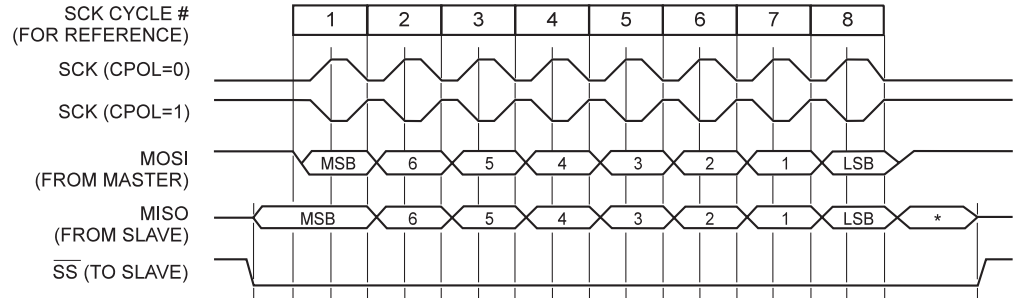 SCK CYCLE # 1 2 3 4 5 6 7 8
(FOR REFERENCE)
SCK (CPOL=0)
SCK (CPOL=1)
MOSI MSB 6 5 4 3 2 1 LSB
(FROM MASTER)
MISO MSB 6 5 4 3 2 1 LSB *
(FROM SLAVE)
SS (TO SLAVE)